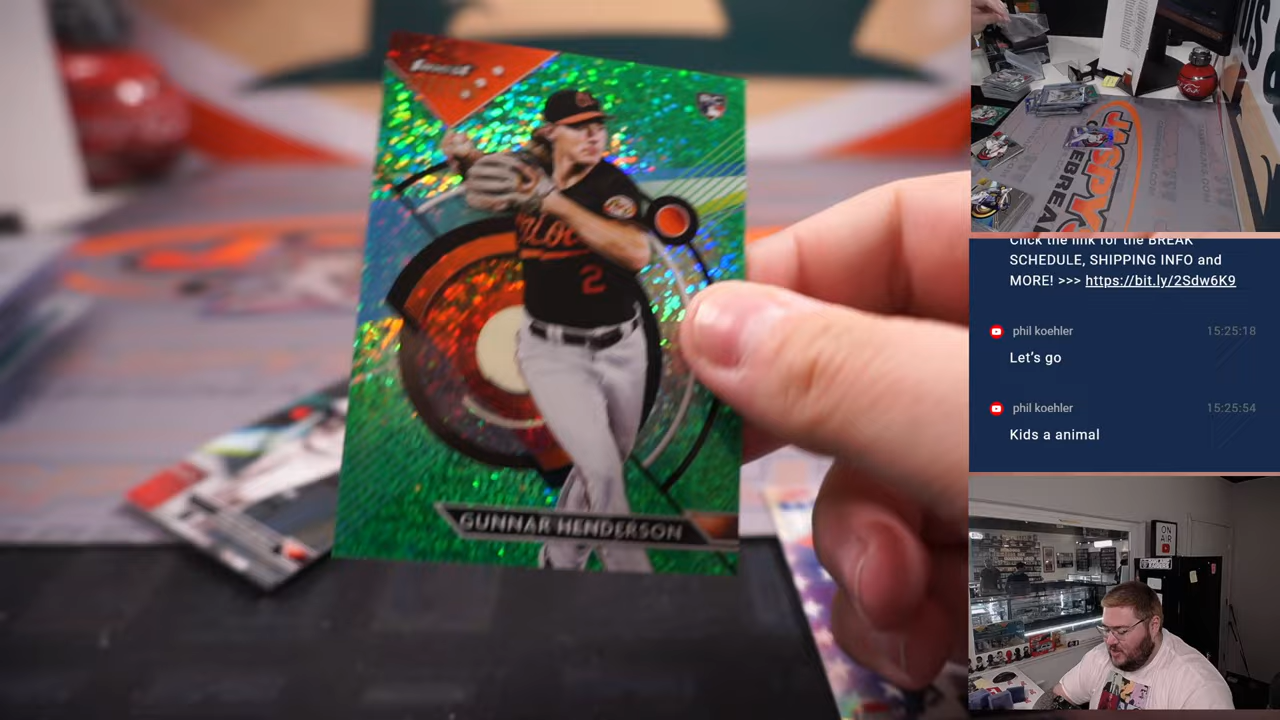 Finest
2
GUNNAR HENDERSON
JASPY'S
Click the link for the BREAK
SCHEDULE, SHIPPING INFO and
MORE! >>> https://bit.ly/2Sdw6K9
phil koehler 15:25:18
Let's go
phil koehler 15:25:54
Kids a animal
ON
AIR